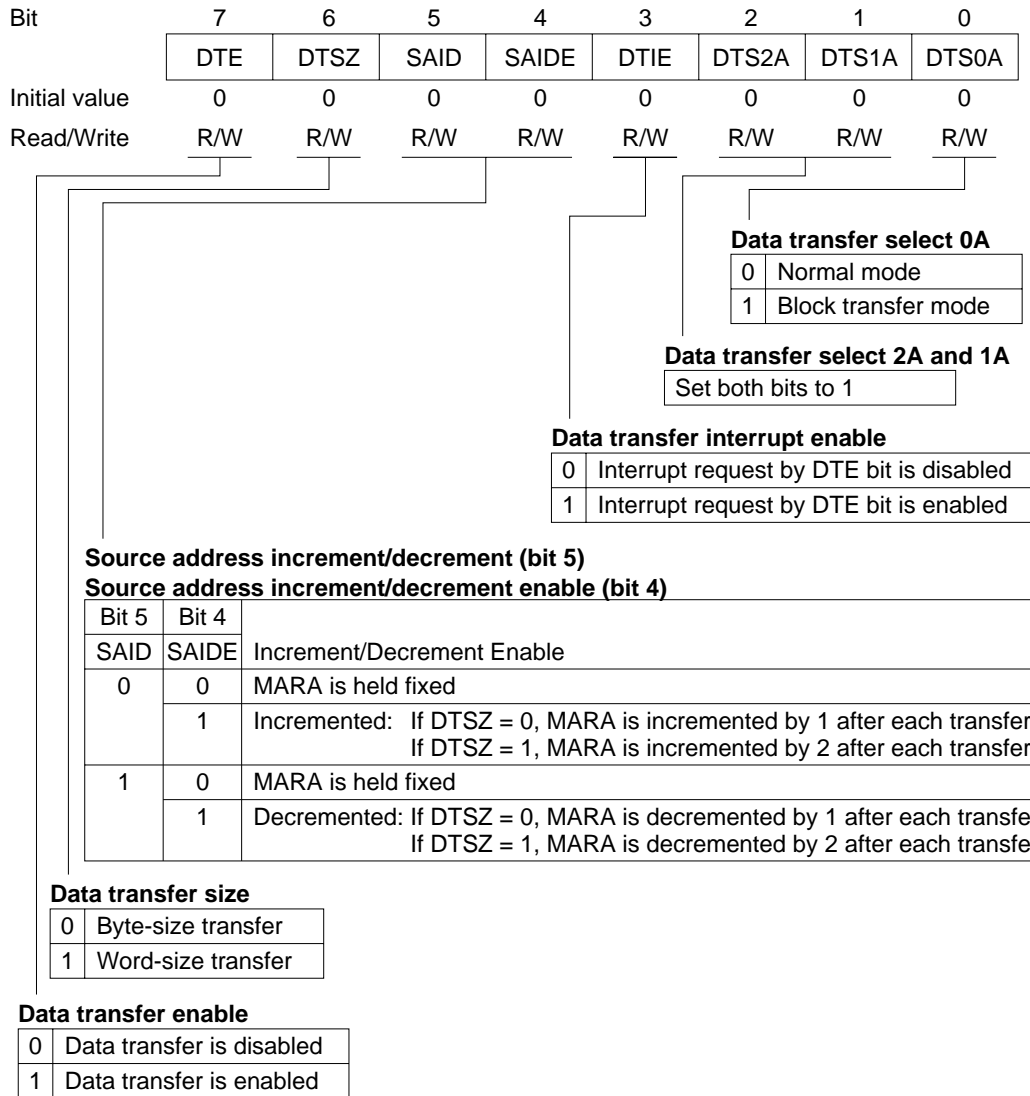 Bit 7 6 5 4 3 2 1 0
DTE DTSZ SAID SAIDE DTIE DTS2A DTS1A DTS0A
Initial value 0 0 0 0 0 0 0 0
Read/Write R/W R/W R/W R/W R/W R/W R/W R/W
Data transfer select 0A
0 Normal mode
1 Block transfer mode
Data transfer select 2A and 1A
Set both bits to 1
Data transfer interrupt enable
0 Interrupt request by DTE bit is disabled
1 Interrupt request by DTE bit is enabled
Source address increment/decrement (bit 5)
Source address increment/decrement enable (bit 4)
Bit 5 Bit 4
SAID SAIDE Increment/Decrement Enable
0 0 MARA is held fixed
1 Incremented: If DTSZ = 0, MARA is incremented by 1 after each transfer
If DTSZ = 1, MARA is incremented by 2 after each transfer
1 0 MARA is held fixed
1 Decremented: If DTSZ = 0, MARA is decremented by 1 after each transfe
If DTSZ = 1, MARA is decremented by 2 after each transfe
Data transfer size
0 Byte-size transfer
1 Word-size transfer
Data transfer enable
0 Data transfer is disabled
1 Data transfer is enabled